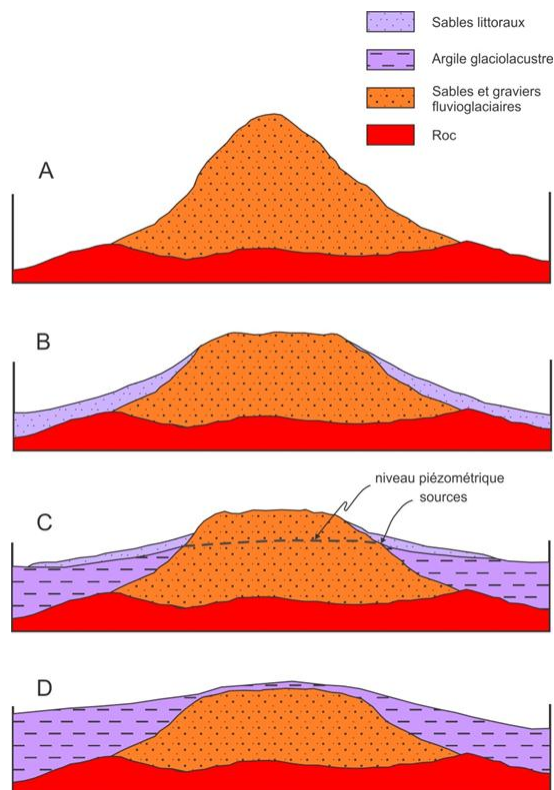 Sables littoraux
Argile glaciolacustre
Sables et graviers
fluvioglaciaires
Roc
A
B
niveau piézométrique
sources
C
D